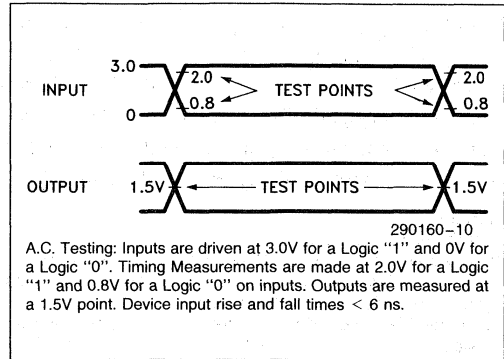 3.0
2.0 2.0
INPUT TEST POINTS
0.8 0.8
0
OUTPUT 1.5V TEST POINTS 1.5V
290160-10
A.C. Testing: Inputs are driven at 3.0V for a Logic "1" and 0V for
a Logic "0". Timing Measurements are made at 2.0V for a Logic
"1" and 0.8V for a Logic "0" on inputs. Outputs are measured at
a 1.5V point. Device input rise and fall times < 6 ns.